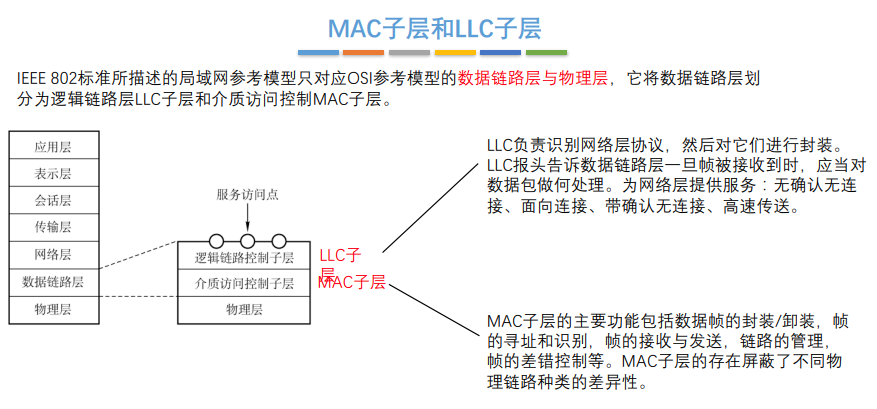 MAC子层和LLC子层
IEEE 802标准所描述的局域网参考模型只对应OSI参考模型的数据链路层与物理层，它将数据链路层划
分为逻辑链路层LLC子层和介质访问控制MAC子层。
应用层
表示层
会话层
传输层
网络层
数据链路层
物理层
服务访问点
逻辑链路控制子层
介质访问控制子层
物理层
LLC子
层
MAC子层
LLC负责识别网络层协议，然后对它们进行封装。
LLC报头告诉数据链路层一旦帧被接收到时，应当对
数据包做何处理。为网络层提供服务：无确认无连
接、面向连接、带确认无连接、高速传送。
MAC子层的主要功能包括数据帧的封装/卸装，帧
的寻址和识别，帧的接收与发送，链路的管理，
帧的差错控制等。MAC子层的存在屏蔽了不同物
理链路种类的差异性。